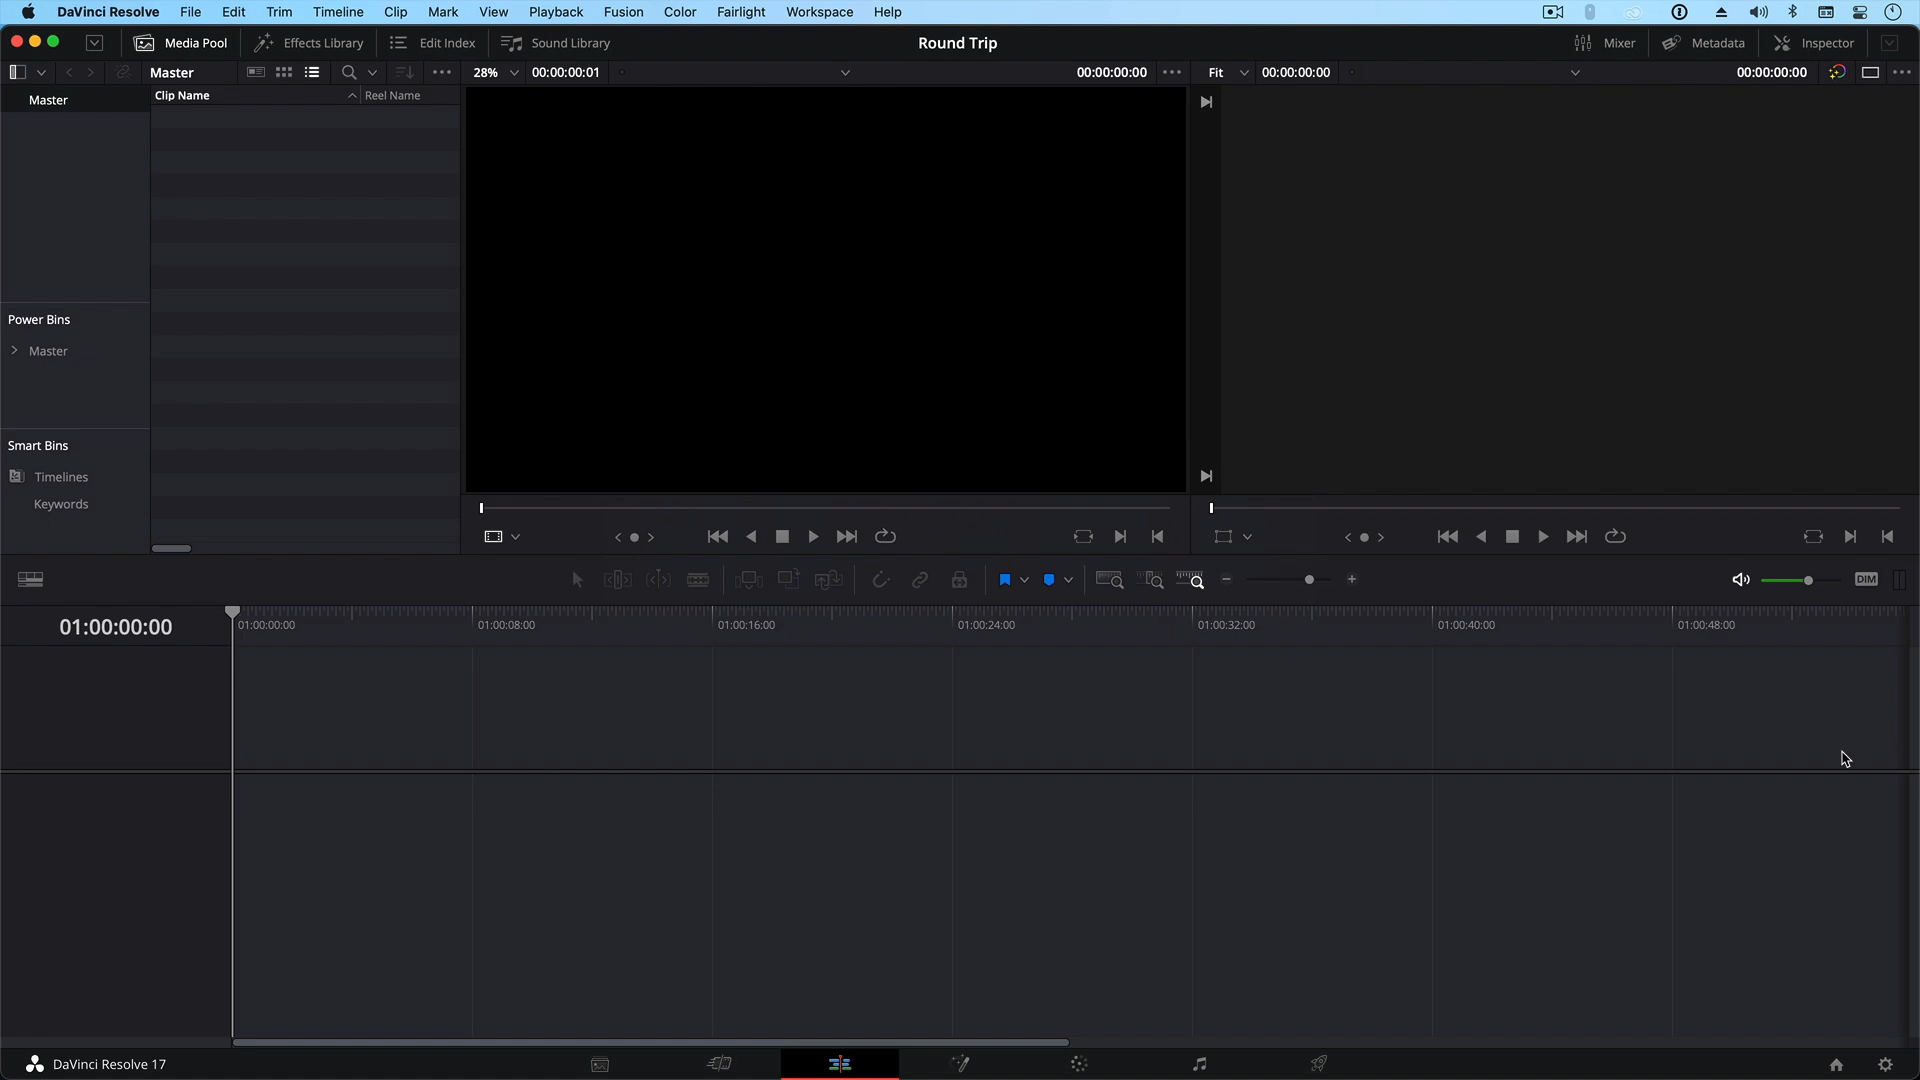 DaVinci Resolve File Edit Trim Timeline Clip Mark View Playback Fusion Color Fairlight Workspace Help
Media Pool Effects Library Edit Index Sound Library Round Trip Mixer Metadata Inspector
Master 28% 00:00:00:01 00:00:00:00 Fit 00:00:00:00 00:00:00:00
Master Clip Name Reel Name
Power Bins
Master
Smart Bins
Timelines
Keywords
DIM
01:00:00:00 01:00:00:00 01:00:08:00 01:00:16:00 01:00:24:00 01:00:32:00 01:00:40:00 01:00:48:00
DaVinci Resolve 17